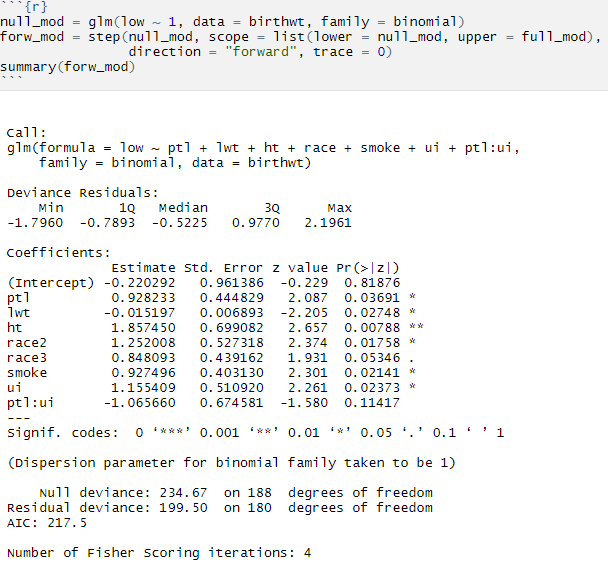 ```{r}
null_mod = glm(low ~ 1, data = birthwt, family = binomial)
forw_mod = step(null_mod, scope = list(lower = null_mod, upper = full_mod),
                direction = "forward", trace = 0)
summary(forw_mod)
```
Call:
glm(formula = low ~ ptl + lwt + ht + race + smoke + ui + ptl:ui,
    family = binomial, data = birthwt)
Deviance Residuals:
    Min       1Q   Median       3Q      Max
-1.7960  -0.7893  -0.5225   0.9770   2.1961
Coefficients:
             Estimate Std. Error z value Pr(>|z|)
(Intercept) -0.220292   0.961386  -0.229  0.81876
ptl          0.928233   0.444829   2.087  0.03691 *
lwt         -0.015197   0.006893  -2.205  0.02748 *
ht           1.857450   0.699082   2.657  0.00788 **
race2        1.252008   0.527318   2.374  0.01758 *
race3        0.848093   0.439162   1.931  0.05346 .
smoke        0.927496   0.403130   2.301  0.02141 *
ui           1.155409   0.510920   2.261  0.02373 *
ptl:ui      -1.065660   0.674581  -1.580  0.11417
---
Signif. codes:  0 ‘***’ 0.001 ‘**’ 0.01 ‘*’ 0.05 ‘.’ 0.1 ‘ ’ 1
(Dispersion parameter for binomial family taken to be 1)
    Null deviance: 234.67  on 188  degrees of freedom
Residual deviance: 199.50  on 180  degrees of freedom
AIC: 217.5
Number of Fisher Scoring iterations: 4